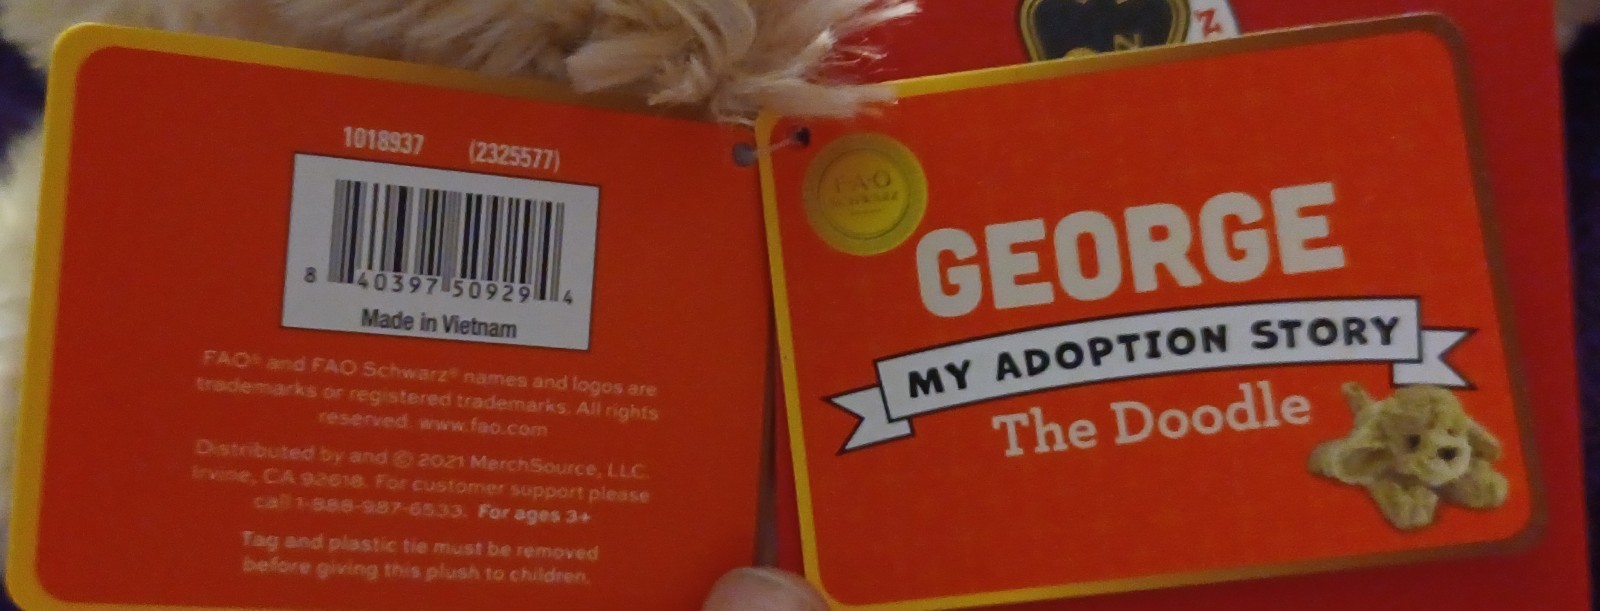 1018937 (2325577)
8 40397 50929 4
Made in Vietnam
FAO® and FAO Schwarz® names and logos are
trademarks or registered trademarks. All rights
reserved. www.fao.com
Distributed by and © 2021 MerchSource, LLC.
Irvine, CA 92618. For customer support please
call 1-888-987-6533. For ages 3+
Tag and plastic tie must be removed
before giving this plush to children.
F·A·O
SCHWARZ
GEORGE
MY ADOPTION STORY
The Doodle